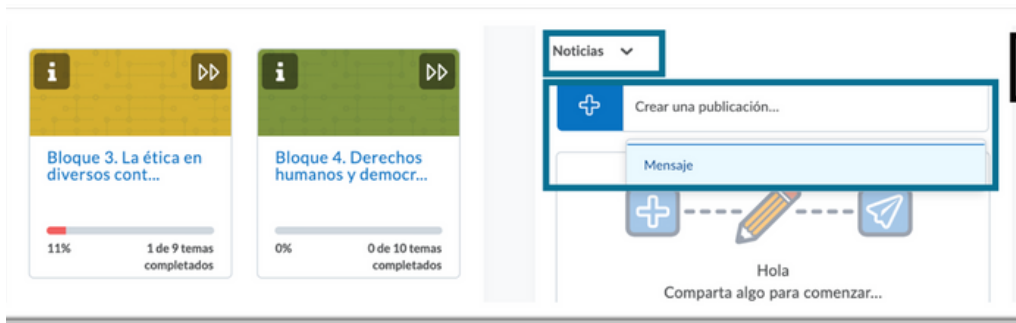 Noticias
Crear una publicación...
Mensaje
Bloque 3. La ética en
diversos cont...
11%
1 de 9 temas
completados
Bloque 4. Derechos
humanos y democr...
0%
0 de 10 temas
completados
Hola
Comparta algo para comenzar...